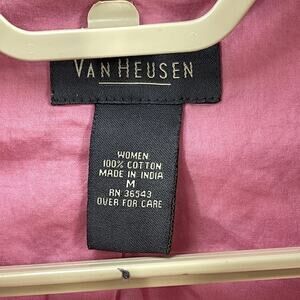 VAN HEUSEN
WOMEN
100% COTTON
MADE IN INDIA
M
RN 36543
OVER FOR CARE